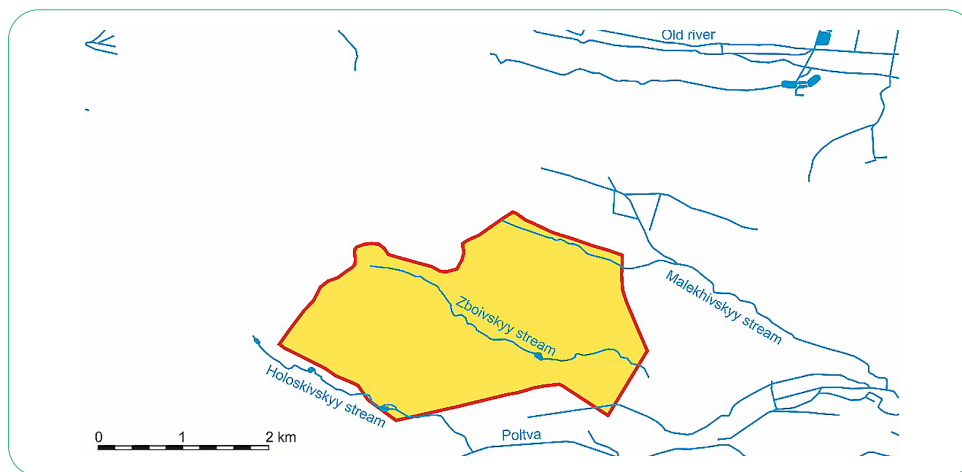 Old river
Malekhivskyy stream
Zboivskyy stream
Holoskivskyy stream
Poltva
0 1 2 km